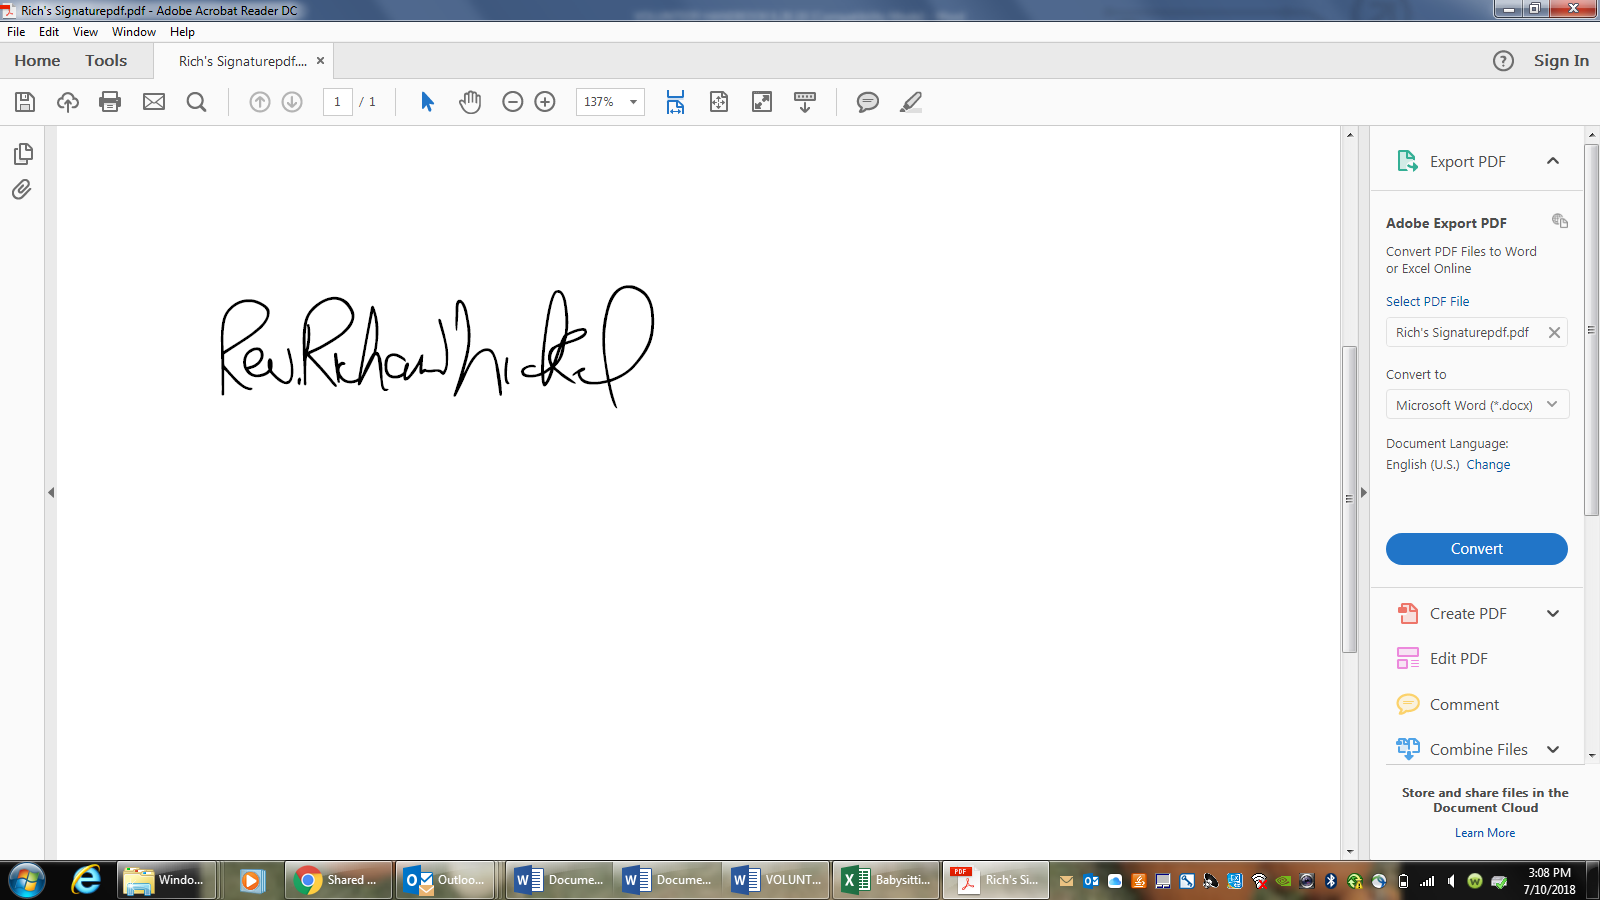 Rich's Signaturepdf.pdf - Adobe Acrobat Reader DC
File Edit View Window Help
Home Tools Rich's Signaturepdf.... × ? Sign In
1 / 1 137%
Rev. Richard Nickel
Export PDF
Adobe Export PDF
Convert PDF Files to Word
or Excel Online
Select PDF File
Rich's Signaturepdf.pdf
Convert to
Microsoft Word (*.docx)
Document Language:
English (U.S.) Change
Convert
Create PDF
Edit PDF
Comment
Combine Files
Store and share files in the
Document Cloud
Learn More
Windo... Shared ... Outloo... Docume... Docume... VOLUNT... Babysitti... PDF Rich's Si... 3:08 PM
7/10/2018